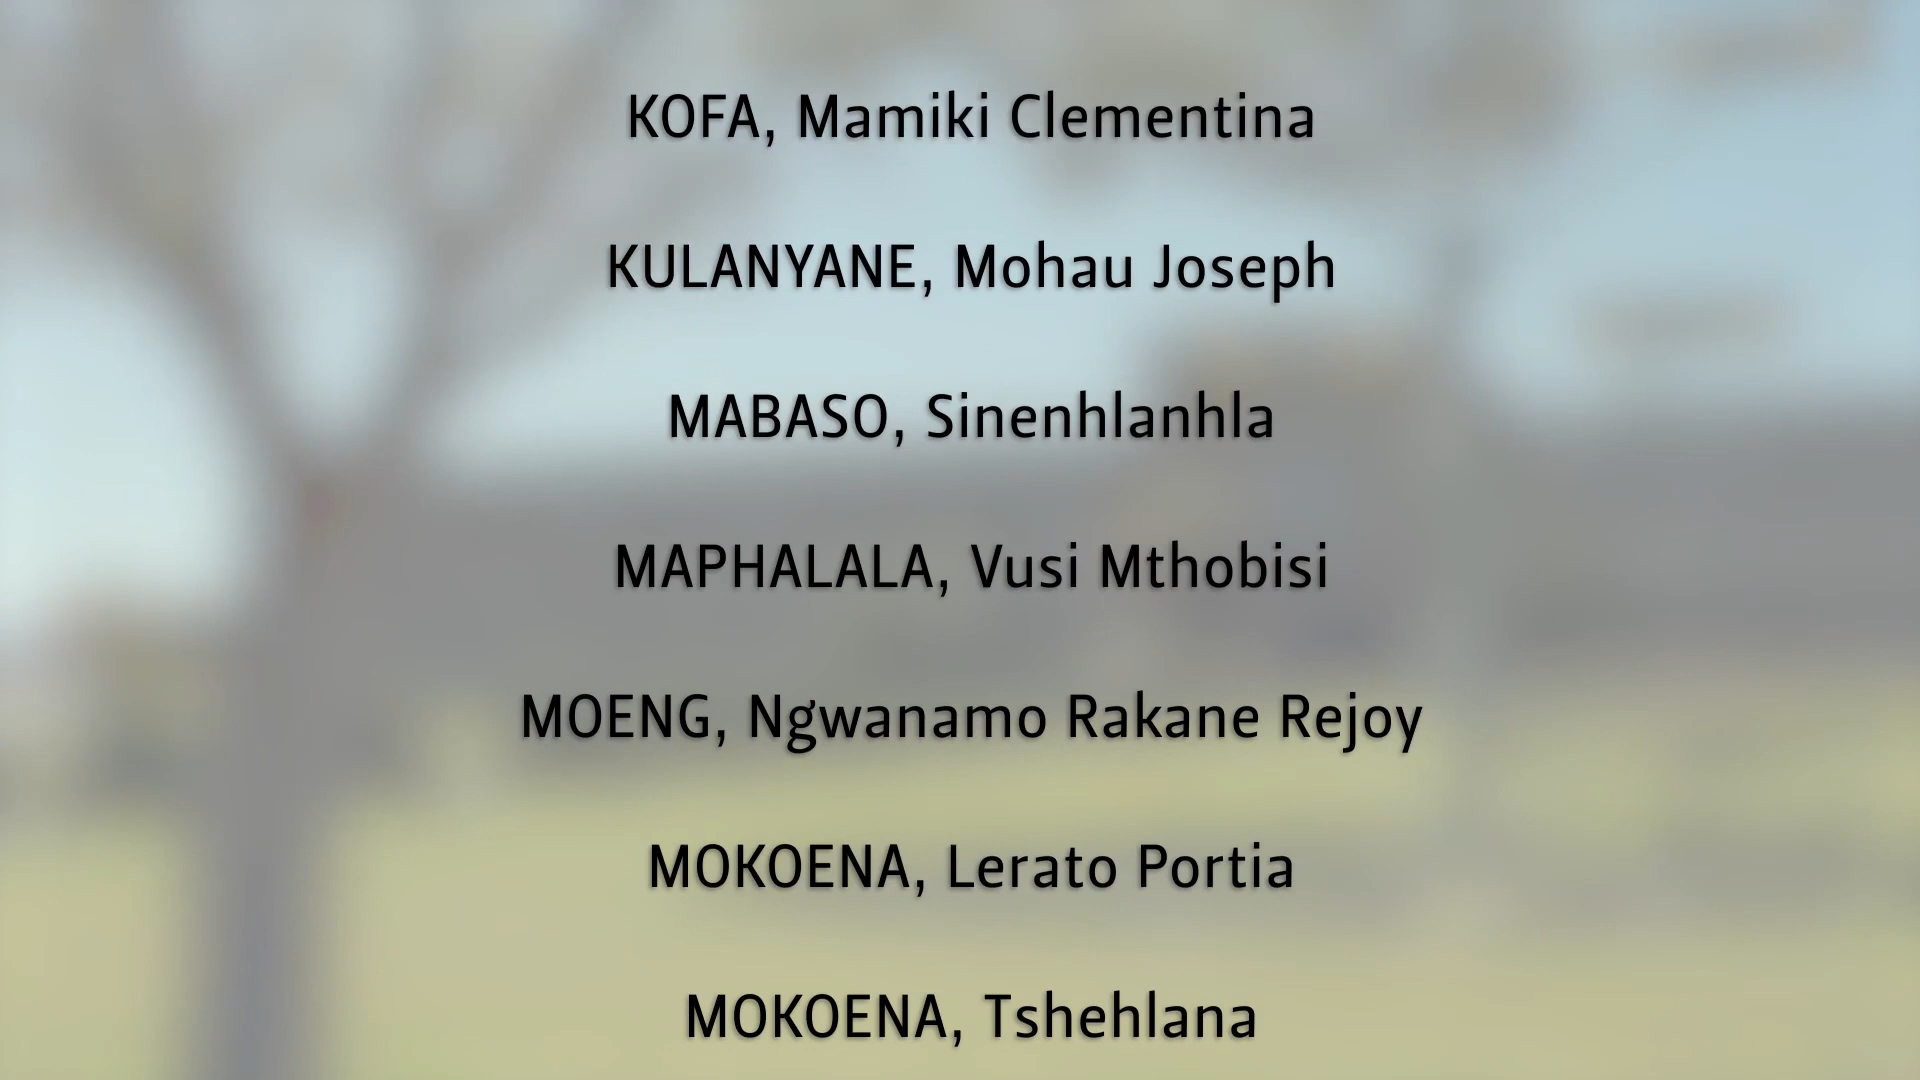 KOFA, Mamiki Clementina
KULANYANE, Mohau Joseph
MABASO, Sinenhlanhla
MAPHALALA, Vusi Mthobisi
MOENG, Ngwanamo Rakane Rejoy
MOKOENA, Lerato Portia
MOKOENA, Tshehlana